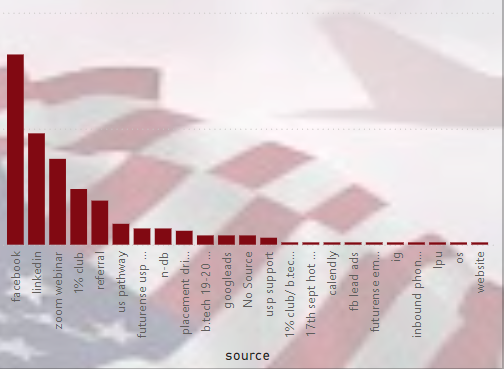 facebook
linkedin
zoom webinar
1% club
referral
us pathway
futurense usp ...
n-db
placement dri...
b.tech 19-20 ...
googleads
No Source
usp support
1% club/ b.tec...
17th sept hot ...
calendly
fb lead ads
futurense em...
ig
inbound phon...
lpu
os
website
source